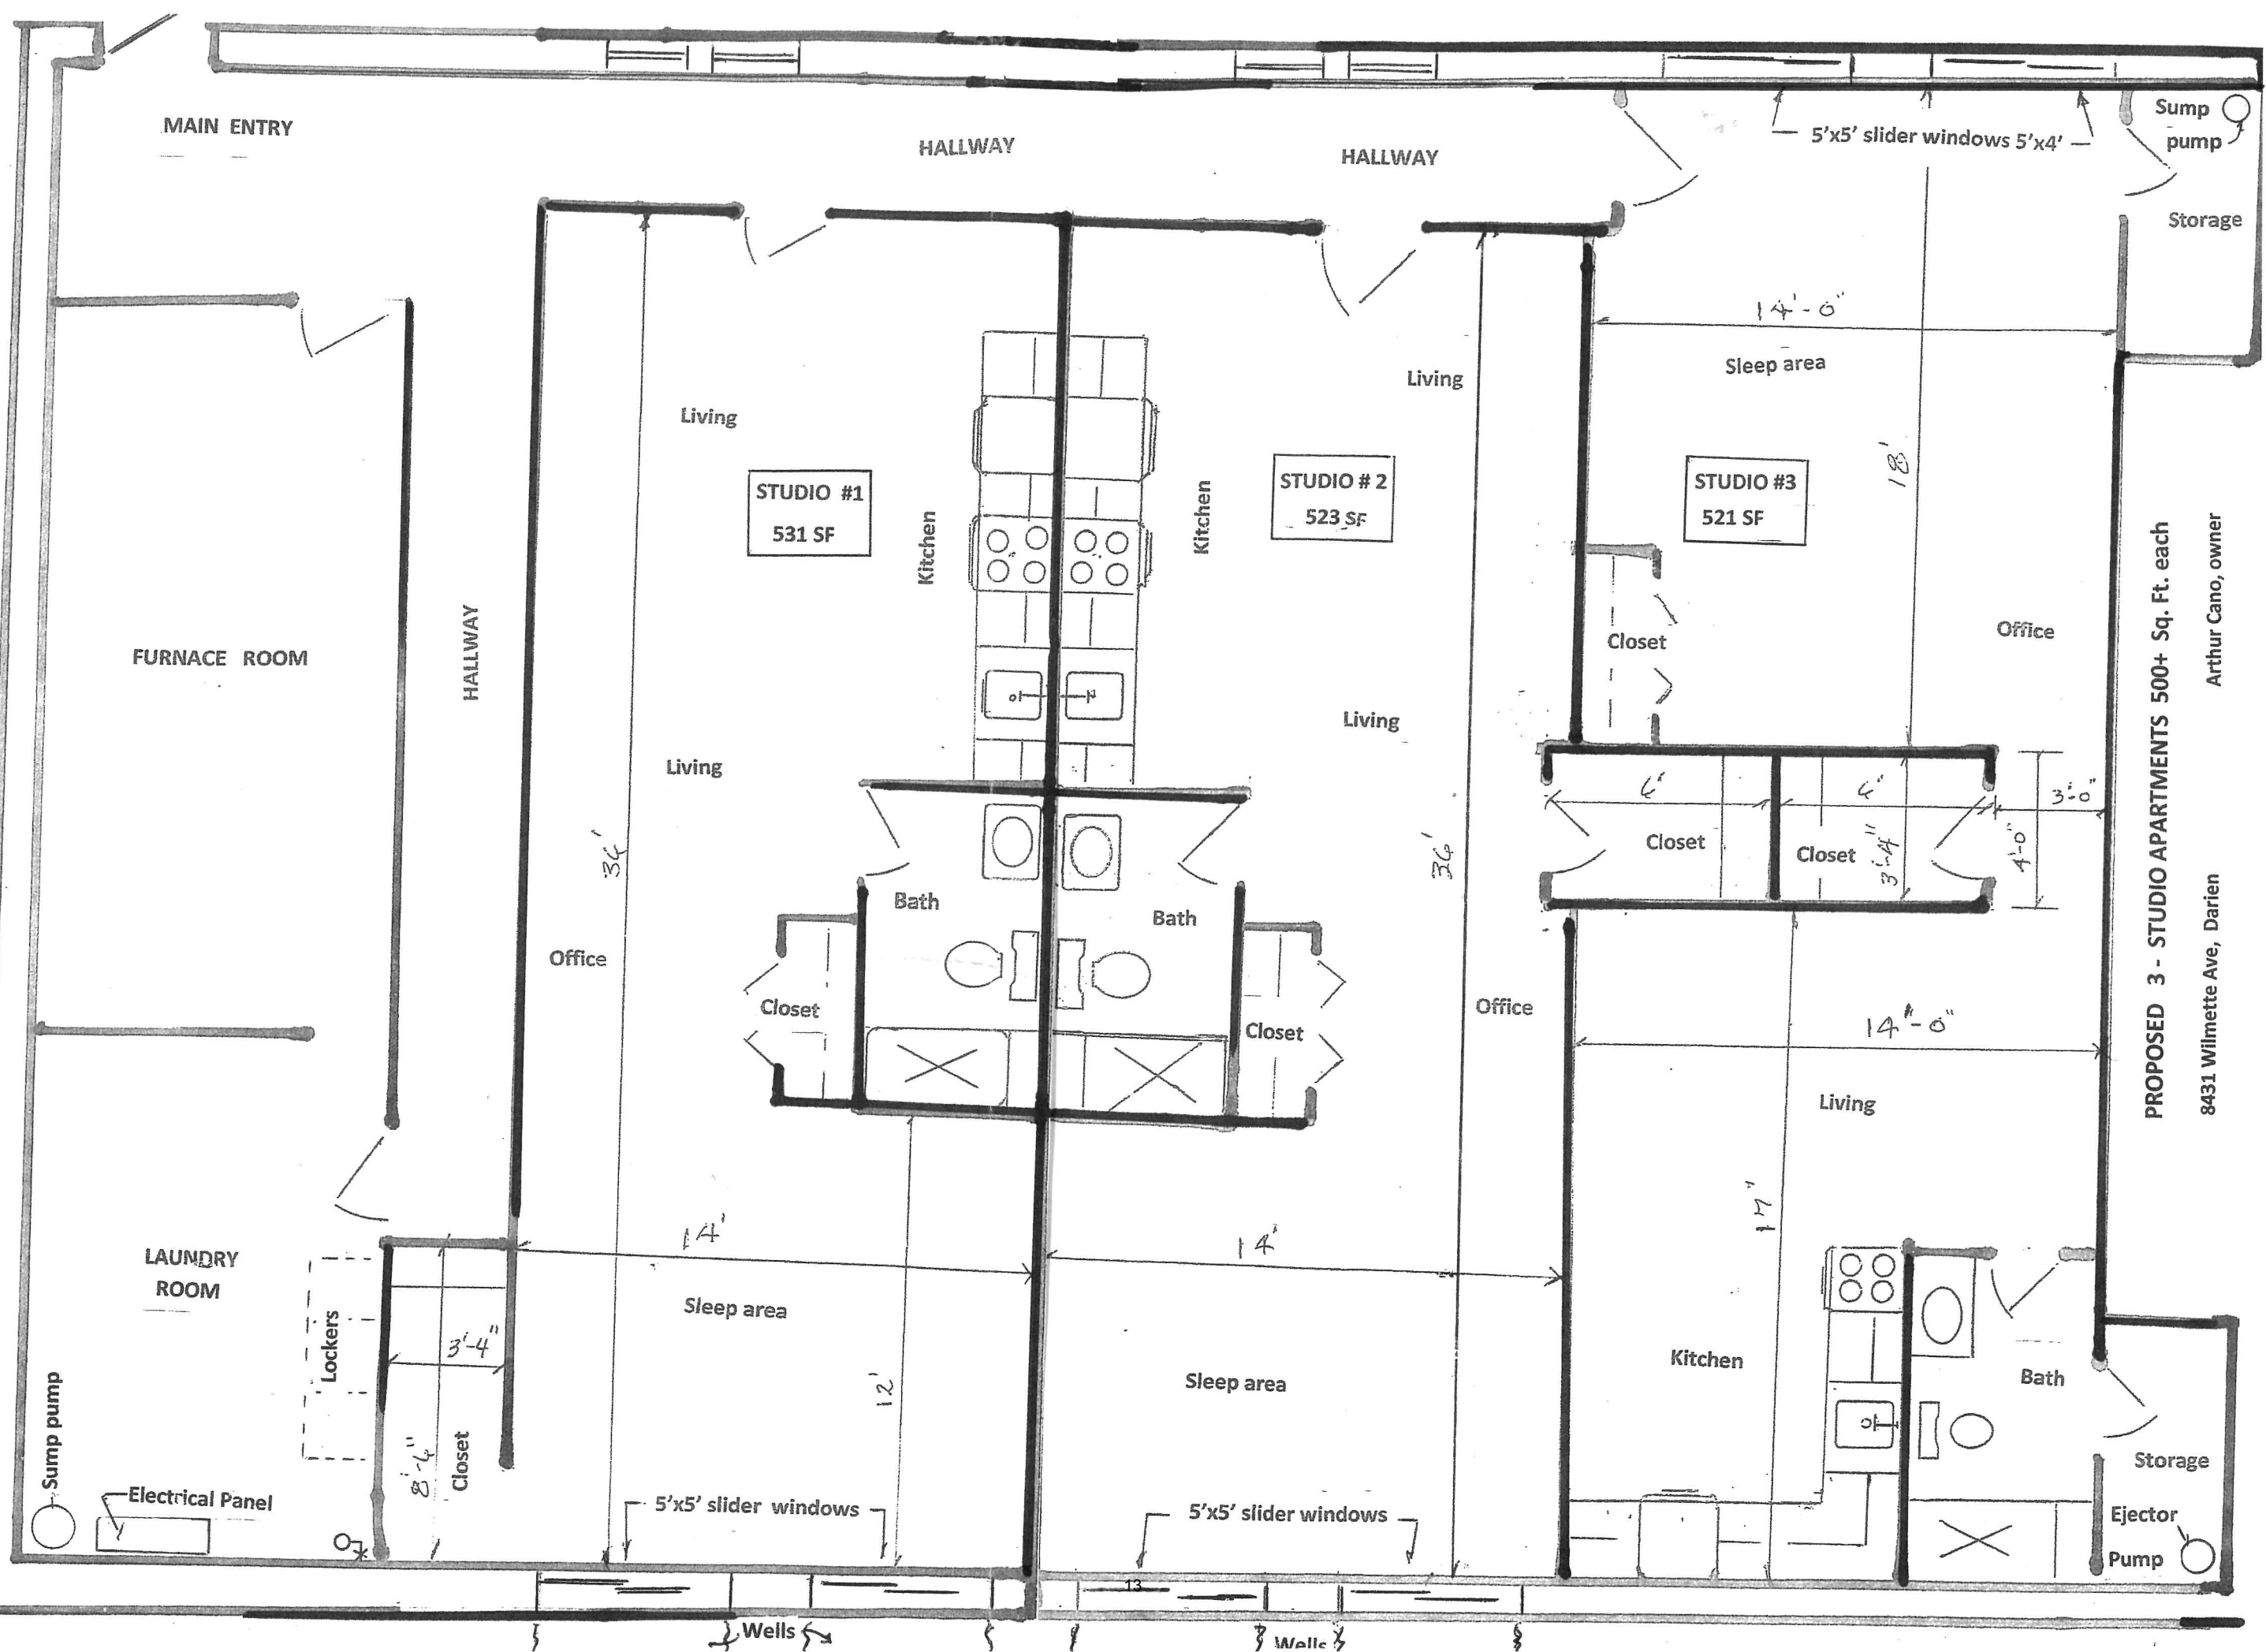 MAIN ENTRY
HALLWAY
HALLWAY
5'x5' slider windows 5'x4'
Sump
pump
Storage
14'-0"
Sleep area
Living
Living
STUDIO #1
531 SF
Kitchen
Kitchen
STUDIO # 2
523 SF
STUDIO #3
521 SF
18'
Office
Closet
FURNACE ROOM
HALLWAY
Living
Living
6'
6'
3'-0"
Closet
Closet
3'-4"
4'-0"
36'
36'
Bath
Bath
Office
Closet
Closet
Office
14"-0"
Living
17"
PROPOSED 3 - STUDIO APARTMENTS 500+ Sq. Ft. each
8431 Wilmette Ave, Darien Arthur Cano, owner
14'
14'
LAUNDRY
ROOM
Lockers
3'-4"
Sleep area
12'
Sleep area
Kitchen
Bath
Storage
Sump pump
Electrical Panel
Closet
5'x5' slider windows
5'x5' slider windows
Ejector
Pump
13
Wells
Wells